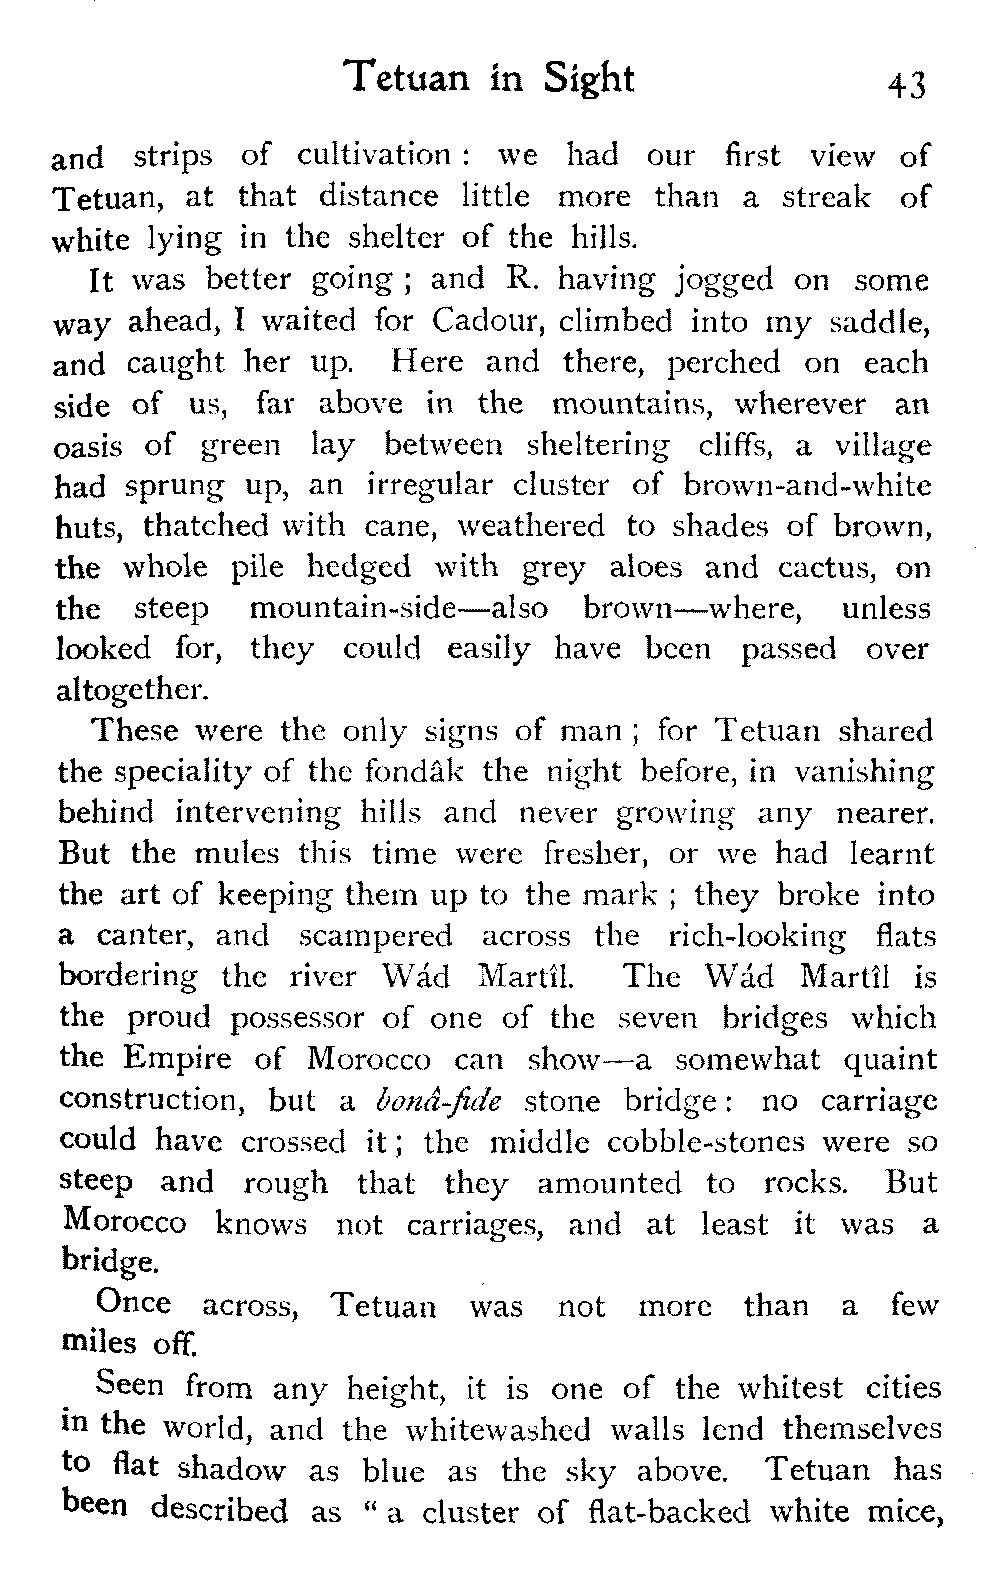 Tetuan in Sight 43
and strips of cultivation : we had our first view of
Tetuan, at that distance little more than a streak of
white lying in the shelter of the hills.
It was better going ; and R. having jogged on some
way ahead, I waited for Cadour, climbed into my saddle,
and caught her up. Here and there, perched on each
side of us, far above in the mountains, wherever an
oasis of green lay between sheltering cliffs, a village
had sprung up, an irregular cluster of brown-and-white
huts, thatched with cane, weathered to shades of brown,
the whole pile hedged with grey aloes and cactus, on
the steep mountain-side—also brown—where, unless
looked for, they could easily have been passed over
altogether.
These were the only signs of man ; for Tetuan shared
the speciality of the fondâk the night before, in vanishing
behind intervening hills and never growing any nearer.
But the mules this time were fresher, or we had learnt
the art of keeping them up to the mark ; they broke into
a canter, and scampered across the rich-looking flats
bordering the river Wád Martîl. The Wád Martîl is
the proud possessor of one of the seven bridges which
the Empire of Morocco can show—a somewhat quaint
construction, but a bonâ-fide stone bridge : no carriage
could have crossed it ; the middle cobble-stones were so
steep and rough that they amounted to rocks. But
Morocco knows not carriages, and at least it was a
bridge.
Once across, Tetuan was not more than a few
miles off.
Seen from any height, it is one of the whitest cities
in the world, and the whitewashed walls lend themselves
to flat shadow as blue as the sky above. Tetuan has
been described as “ a cluster of flat-backed white mice,